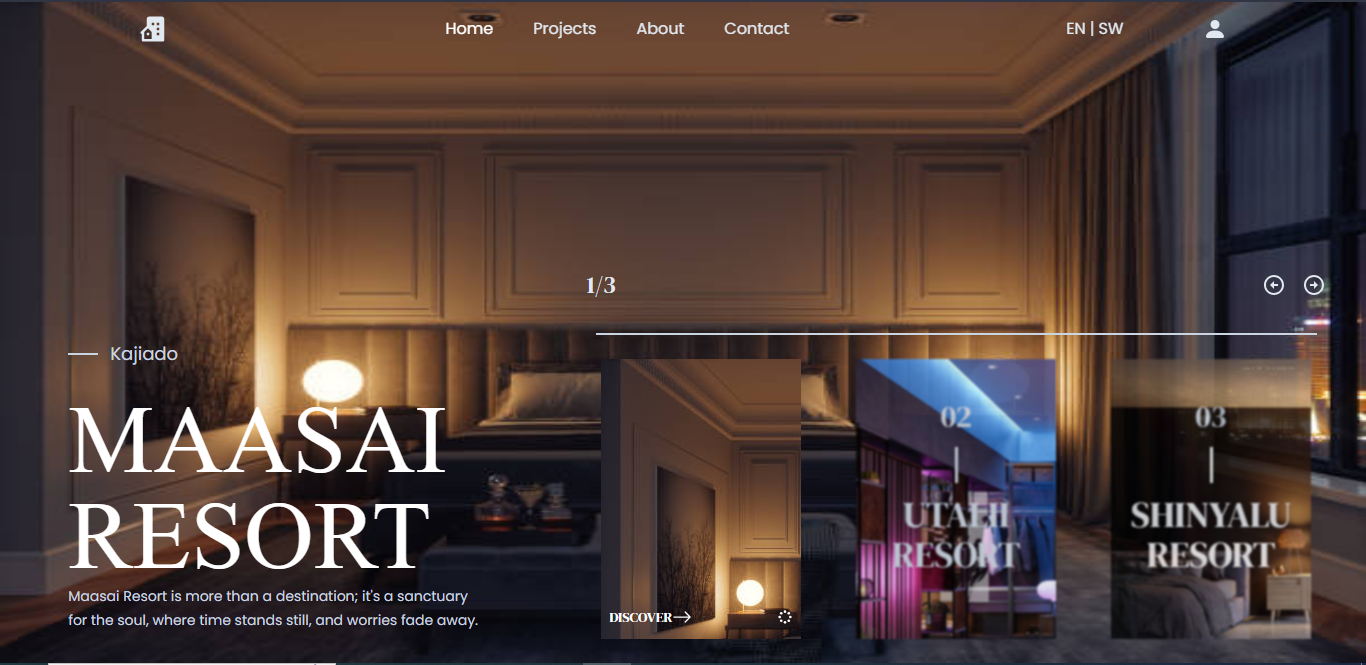 Home Projects About Contact EN | SW
1/3
Kajiado
MAASAI
RESORT
Maasai Resort is more than a destination; it's a sanctuary
for the soul, where time stands still, and worries fade away.
DISCOVER
02
UTAHI
RESORT
03
SHINYALU
RESORT